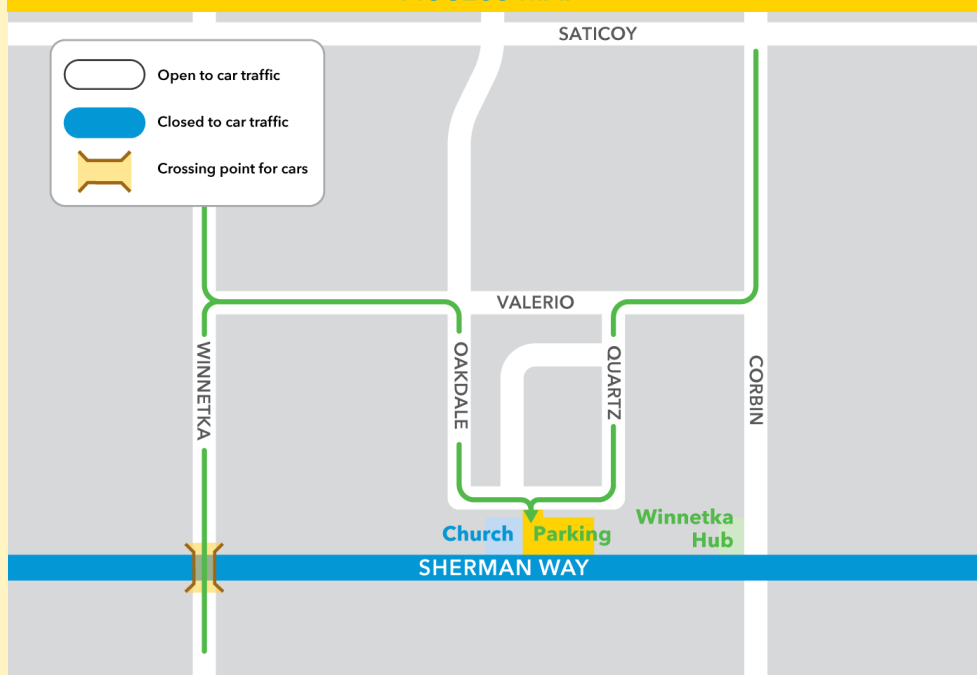 SATICOY
Open to car traffic
Closed to car traffic
Crossing point for cars
VALERIO
WINNETKA
OAKDALE
QUARTZ
CORBIN
Church
Parking
Winnetka
Hub
SHERMAN WAY